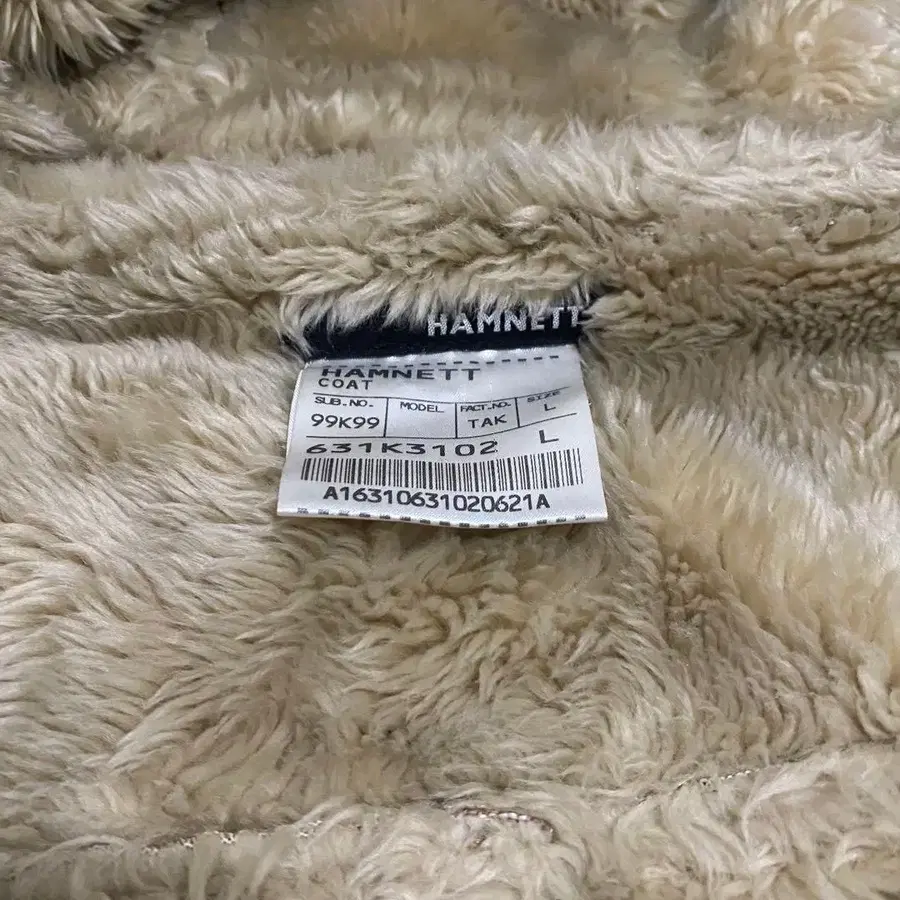 HAMNETT
HAMNETT
COAT
SUB.NO. MODEL FACT.NO. SIZE
99K99 TAK L
631K3102 L
A16310631020621A